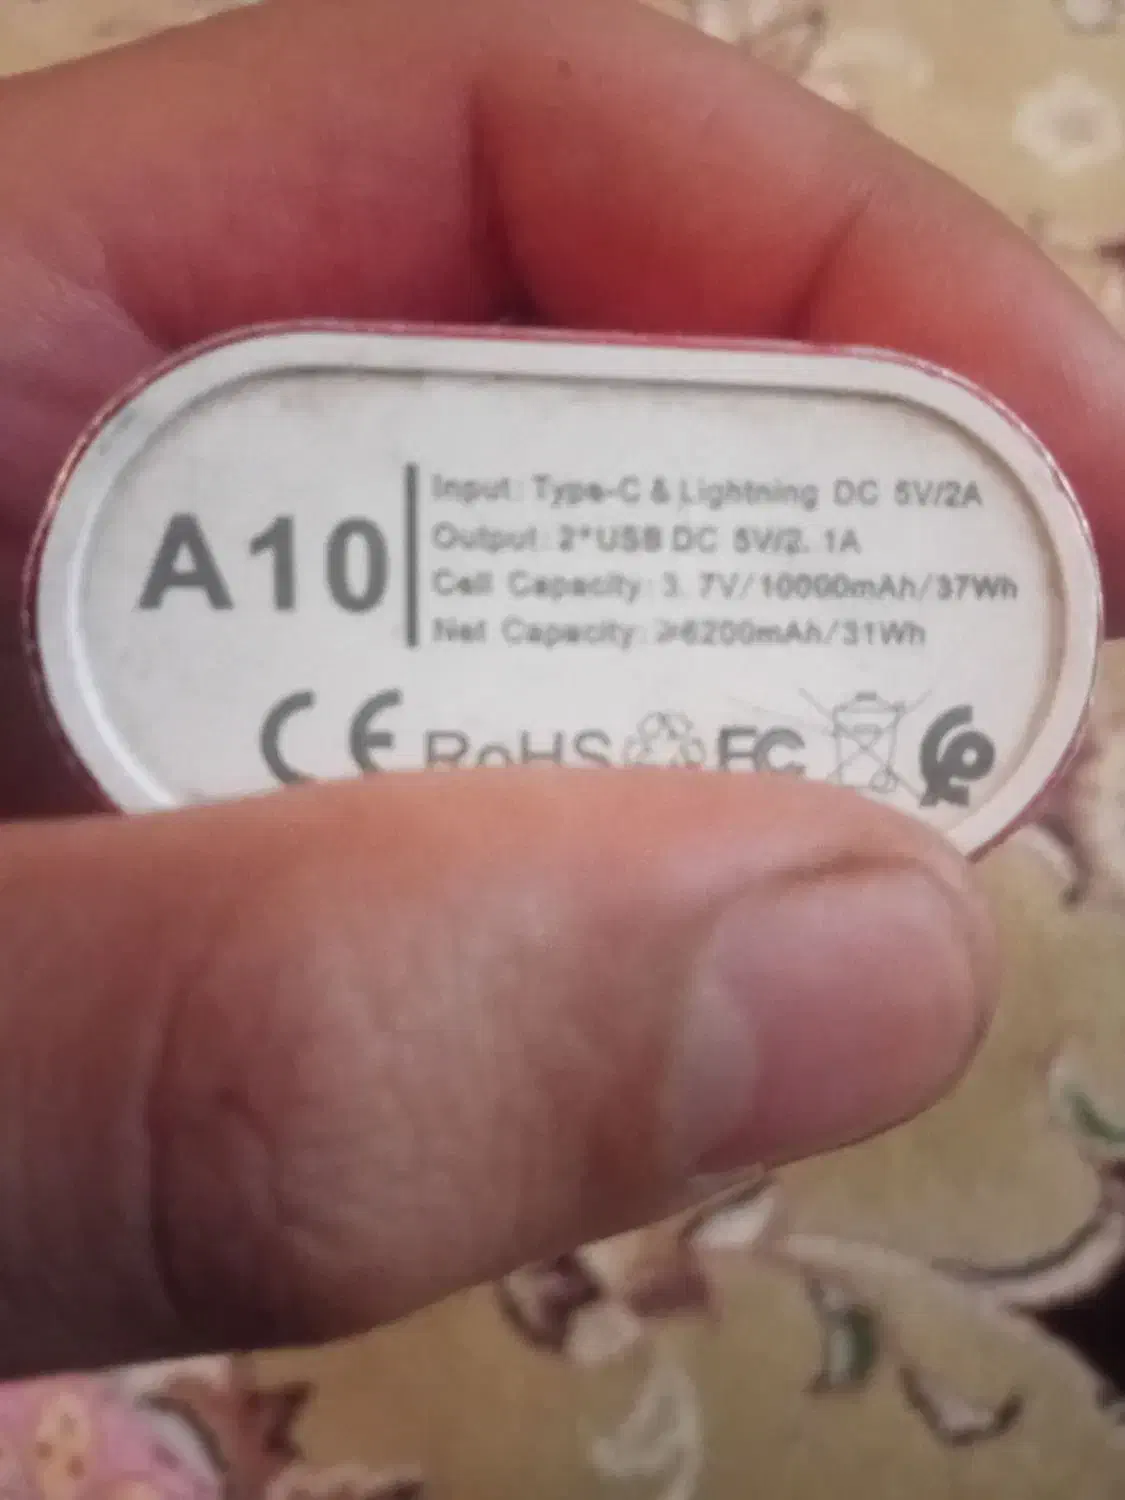 A10
Input: Type-C & Lightning DC 5V/2A
Output: 2*USB DC 5V/2. 1A
Cell Capacity: 3. 7V/10000mAh/37Wh
Net Capacity: ≥6200mAh/31Wh
CE RoHS FC